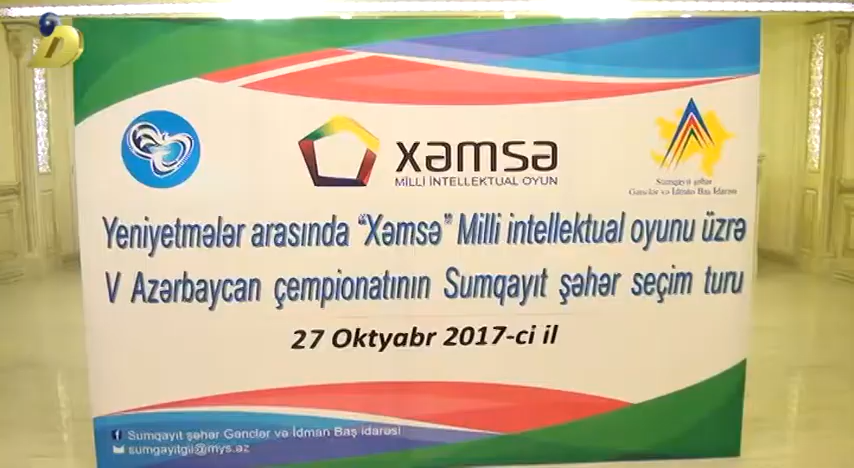 xəmsə
MİLLİ İNTELLEKTUAL OYUN
Sumqayıt şəhər
Gənclər və İdman Baş İdarəsi
Yeniyetmələr arasında “Xəmsə” Milli intellektual oyunu üzrə
V Azərbaycan çempionatının Sumqayıt şəhər seçim turu
27 Oktyabr 2017-ci il
f Sumqayıt şəhər Gənclər və İdman Baş idarəsi
sumgayitgii@mys.az